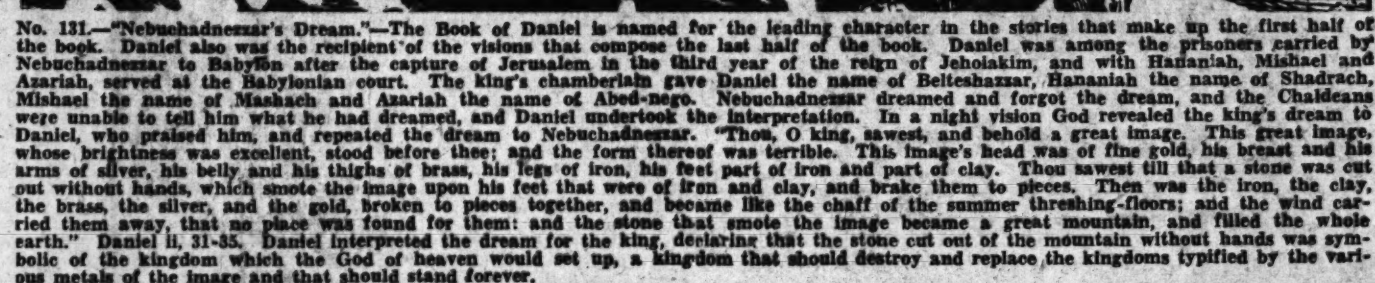 No. 131.—"Nebuchadnezzar's Dream."—The Book of Daniel is named for the leading character in the stories that make up the first half of
the book. Daniel also was the recipient of the visions that compose the last half of the book. Daniel was among the prisoners carried by
Nebuchadnezzar to Babylon after the capture of Jerusalem in the third year of the reign of Jehoiakim, and with Hananiah, Mishael and
Azariah, served at the Babylonian court. The king's chamberlain gave Daniel the name of Belteshazzar, Hananiah the name of Shadrach,
Mishael the name of Mashach and Azariah the name of Abed-nego. Nebuchadnezzar dreamed and forgot the dream, and the Chaldeans
were unable to tell him what he had dreamed, and Daniel undertook the interpretation. In a night vision God revealed the king's dream to
Daniel, who praised him, and repeated the dream to Nebuchadnezzar. "Thou, O king, sawest, and behold a great image. This great image,
whose brightness was excellent, stood before thee; and the form thereof was terrible. This image's head was of fine gold, his breast and his
arms of silver, his belly and his thighs of brass, his legs of iron, his feet part of iron and part of clay. Thou sawest till that a stone was cut
out without hands, which smote the image upon his feet that were of iron and clay, and brake them to pieces. Then was the iron, the clay,
the brass, the silver, and the gold, broken to pieces together, and became like the chaff of the summer threshing-floors; and the wind car-
ried them away, that no place was found for them: and the stone that smote the image became a great mountain, and filled the whole
earth." Daniel ii, 31-35. Daniel interpreted the dream for the king, declaring that the stone cut out of the mountain without hands was sym-
bolic of the kingdom which the God of heaven would set up, a kingdom that should destroy and replace the kingdoms typified by the vari-
ous metals of the image and that should stand forever.